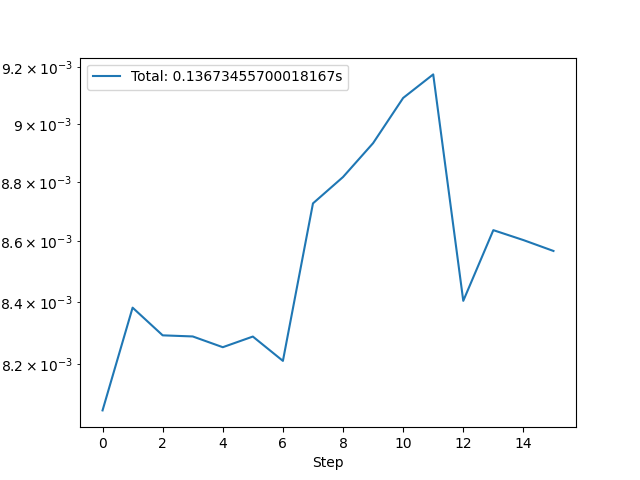 Total: 0.13673455700018167s
9.2 × 10⁻³
9 × 10⁻³
8.8 × 10⁻³
8.6 × 10⁻³
8.4 × 10⁻³
8.2 × 10⁻³
0 2 4 6 8 10 12 14
Step